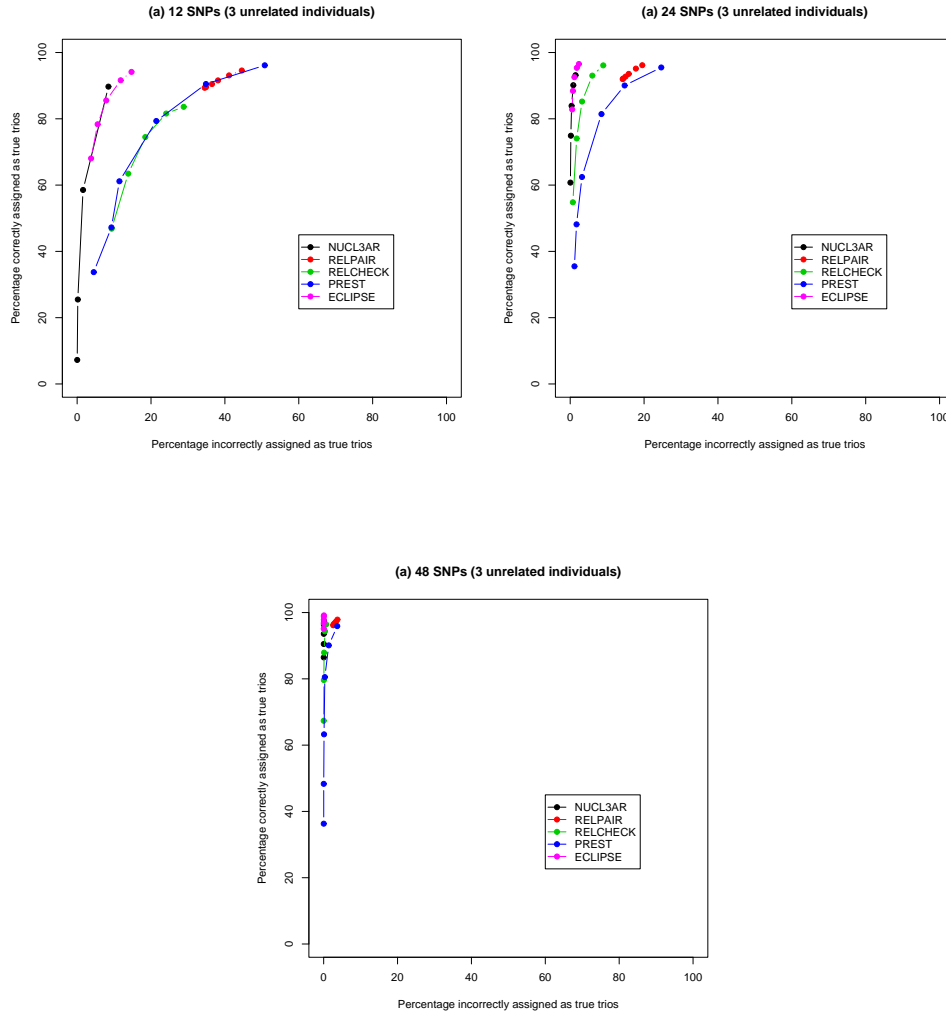 (a) 12 SNPs (3 unrelated individuals)
Percentage correctly assigned as true trios
100
80
60
40
20
0
NUCL3AR
RELPAIR
RELCHECK
PREST
ECLIPSE
0 20 40 60 80 100
Percentage incorrectly assigned as true trios
(a) 24 SNPs (3 unrelated individuals)
Percentage correctly assigned as true trios
100
80
60
40
20
0
NUCL3AR
RELPAIR
RELCHECK
PREST
ECLIPSE
0 20 40 60 80 100
Percentage incorrectly assigned as true trios
(a) 48 SNPs (3 unrelated individuals)
Percentage correctly assigned as true trios
100
80
60
40
20
0
NUCL3AR
RELPAIR
RELCHECK
PREST
ECLIPSE
0 20 40 60 80 100
Percentage incorrectly assigned as true trios